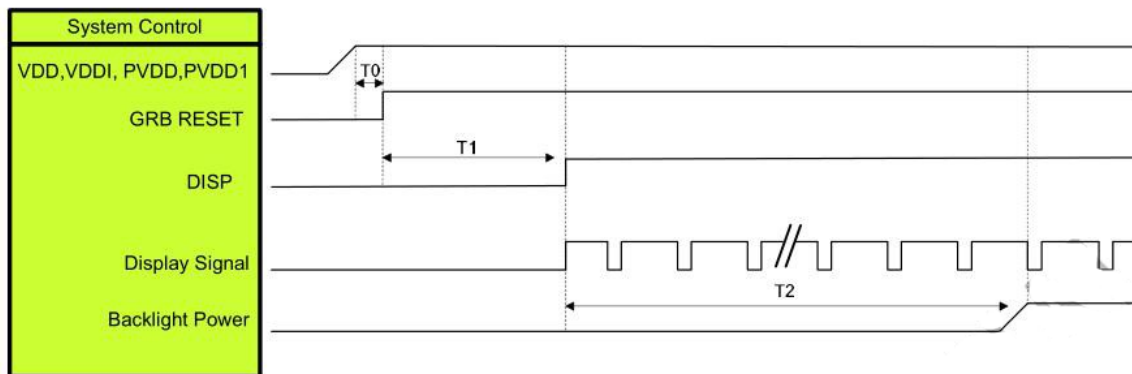 System Control
VDD,VDDI, PVDD,PVDD1
T0
GRB RESET
T1
DISP
Display Signal
T2
Backlight Power